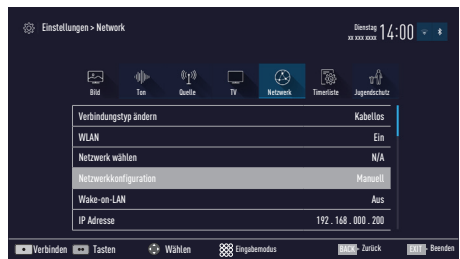 Einstellungen > Network
Dienstag
xx xxx xxxx
14:00
Bild Ton Quelle TV Netzwerk Timerliste Jugendschutz
Verbindungstyp ändern Kabellos
WLAN Ein
Netzwerk wählen N/A
Netzwerkkonfiguration Manuell
Wake-on-LAN Aus
IP Adresse 192 . 168 . 000 . 200
Verbinden Tasten Wählen Eingabemodus BACK - Zurück EXIT - Beenden